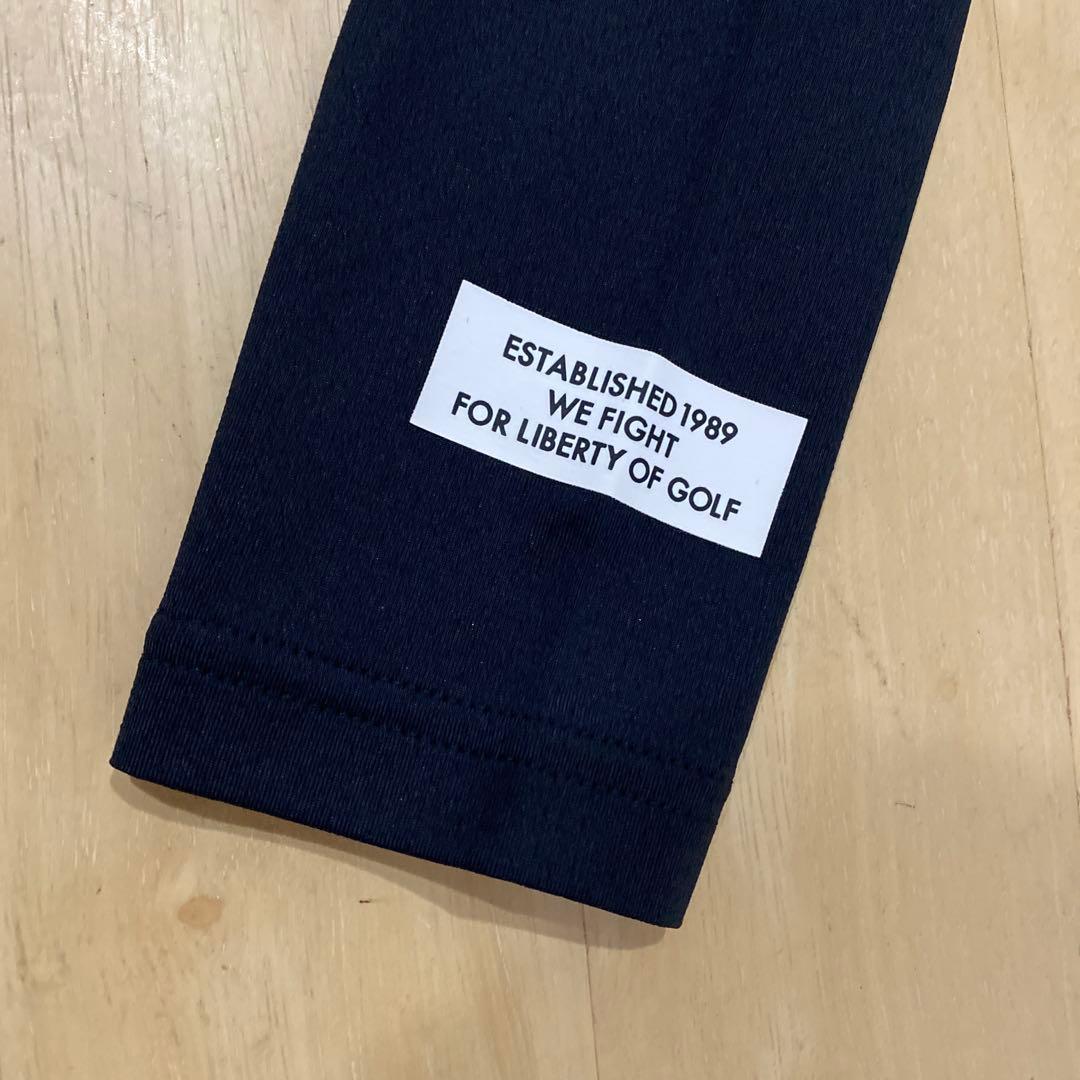 ESTABLISHED 1989
WE FIGHT
FOR LIBERTY OF GOLF